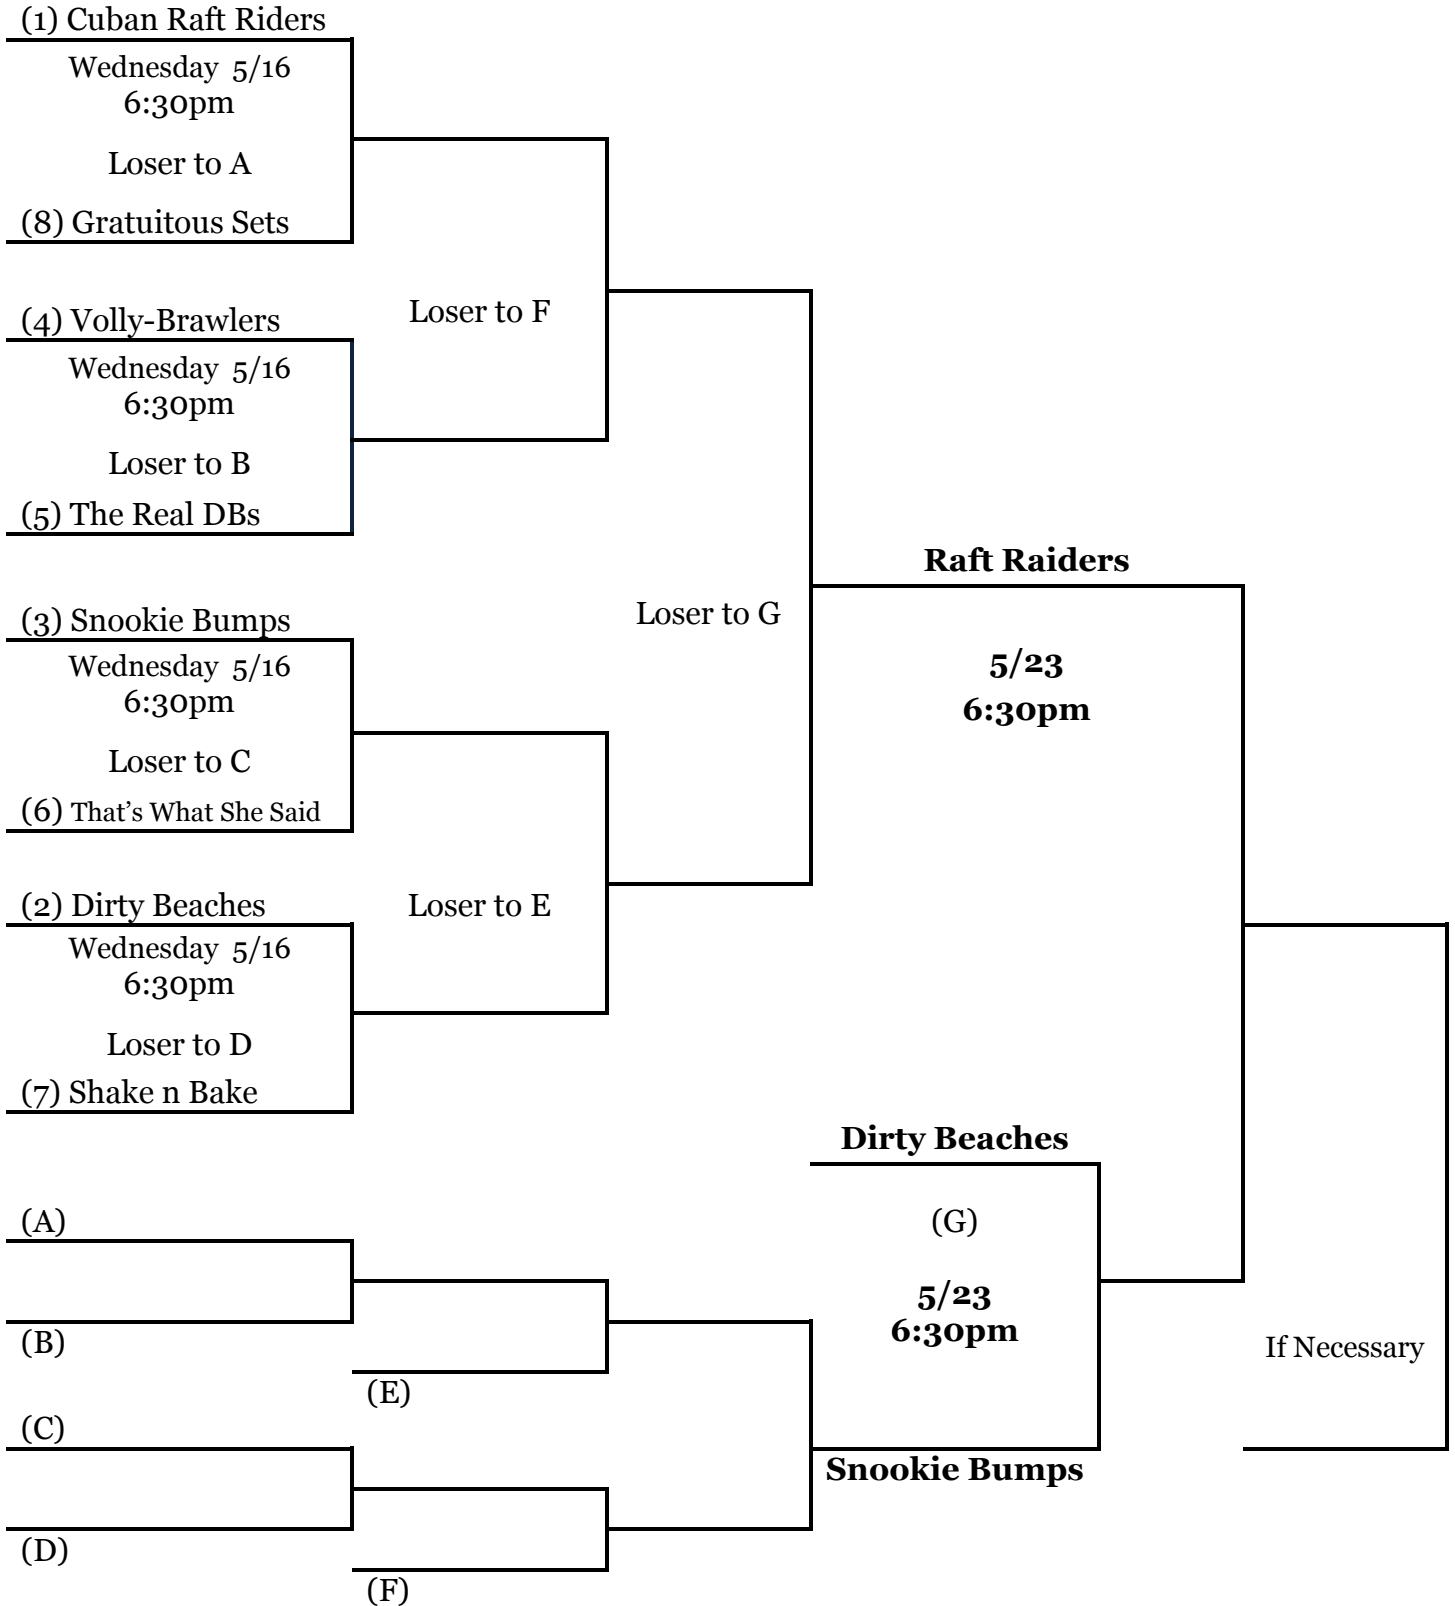 (1) Cuban Raft Riders
Wednesday 5/16
6:30pm
Loser to A
(8) Gratuitous Sets
(4) Volly-Brawlers
Loser to F
Wednesday 5/16
6:30pm
Loser to B
(5) The Real DBs
Raft Raiders
(3) Snookie Bumps
Loser to G
Wednesday 5/16
6:30pm
5/23
6:30pm
Loser to C
(6) That’s What She Said
(2) Dirty Beaches
Loser to E
Wednesday 5/16
6:30pm
Loser to D
(7) Shake n Bake
Dirty Beaches
(A)
(G)
5/23
6:30pm
(B)
If Necessary
(E)
(C)
Snookie Bumps
(D)
(F)